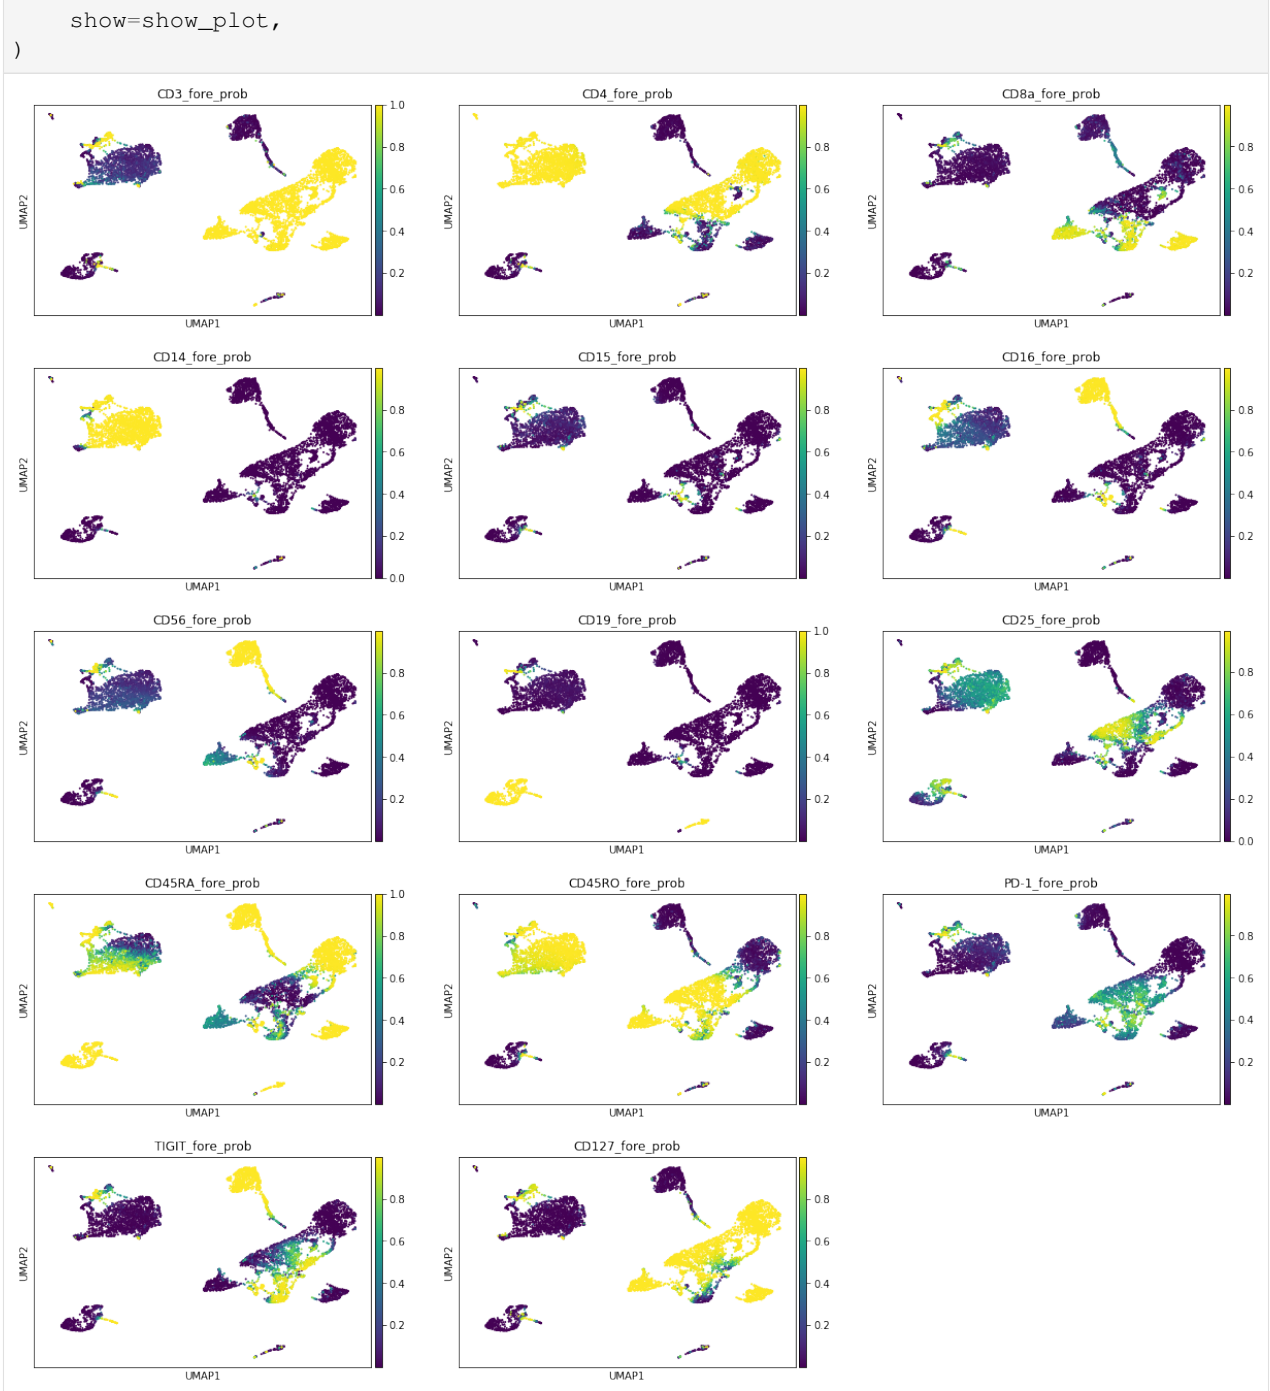 show=show_plot,
)
CD3_fore_prob
CD4_fore_prob
CD8a_fore_prob
1.0
0.8
0.6
0.4
0.2
0.8
0.6
0.4
0.2
0.8
0.6
0.4
0.2
UMAP2
UMAP2
UMAP2
UMAP1
UMAP1
UMAP1
CD14_fore_prob
CD15_fore_prob
CD16_fore_prob
0.8
0.6
0.4
0.2
0.0
0.8
0.6
0.4
0.2
0.8
0.6
0.4
0.2
UMAP2
UMAP2
UMAP2
UMAP1
UMAP1
UMAP1
CD56_fore_prob
CD19_fore_prob
CD25_fore_prob
0.8
0.6
0.4
0.2
1.0
0.8
0.6
0.4
0.2
0.8
0.6
0.4
0.2
0.0
UMAP2
UMAP2
UMAP2
UMAP1
UMAP1
UMAP1
CD45RA_fore_prob
CD45RO_fore_prob
PD-1_fore_prob
1.0
0.8
0.6
0.4
0.2
0.8
0.6
0.4
0.2
0.8
0.6
0.4
0.2
UMAP2
UMAP2
UMAP2
UMAP1
UMAP1
UMAP1
TIGIT_fore_prob
CD127_fore_prob
0.8
0.6
0.4
0.2
0.8
0.6
0.4
0.2
UMAP2
UMAP2
UMAP1
UMAP1